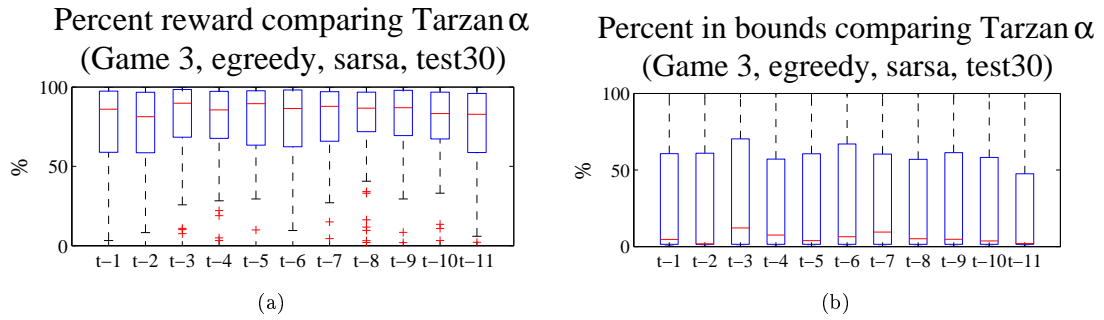 Percent reward comparing Tarzan α
(Game 3, egreedy, sarsa, test30)
100
50
0
%
t−1 t−2 t−3 t−4 t−5 t−6 t−7 t−8 t−9 t−10 t−11
(a)
Percent in bounds comparing Tarzan α
(Game 3, egreedy, sarsa, test30)
100
50
0
%
t−1 t−2 t−3 t−4 t−5 t−6 t−7 t−8 t−9 t−10 t−11
(b)